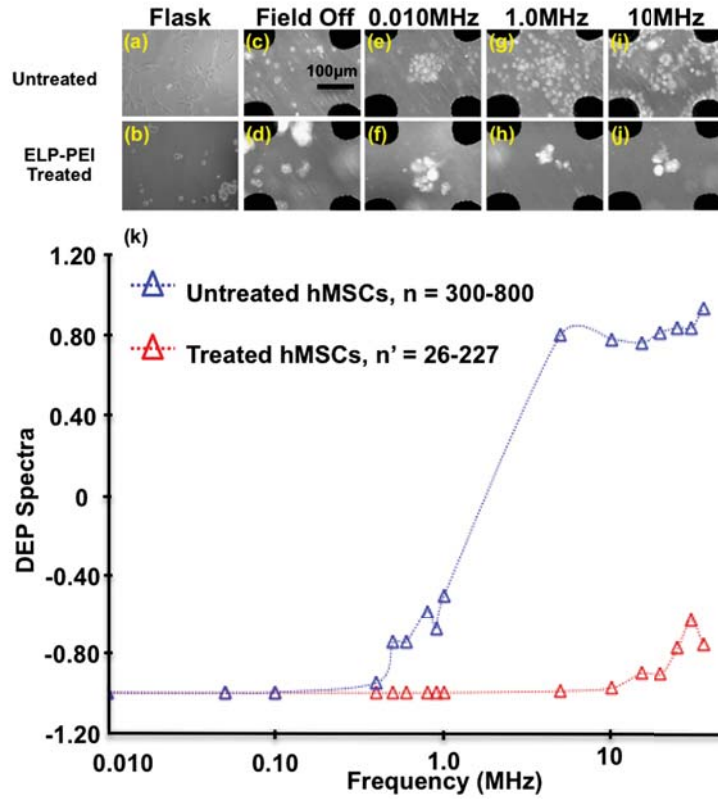 Flask Field Off 0.010MHz 1.0MHz 10MHz
Untreated
(a) (c) (e) (g) (i)
100μm
ELP-PEI
Treated
(b) (d) (f) (h) (j)
(k)
1.20
Untreated hMSCs, n = 300-800
0.80
Treated hMSCs, n' = 26-227
0.40
0
-0.40
-0.80
-1.20
DEP Spectra
0.010 0.10 1.0 10
Frequency (MHz)